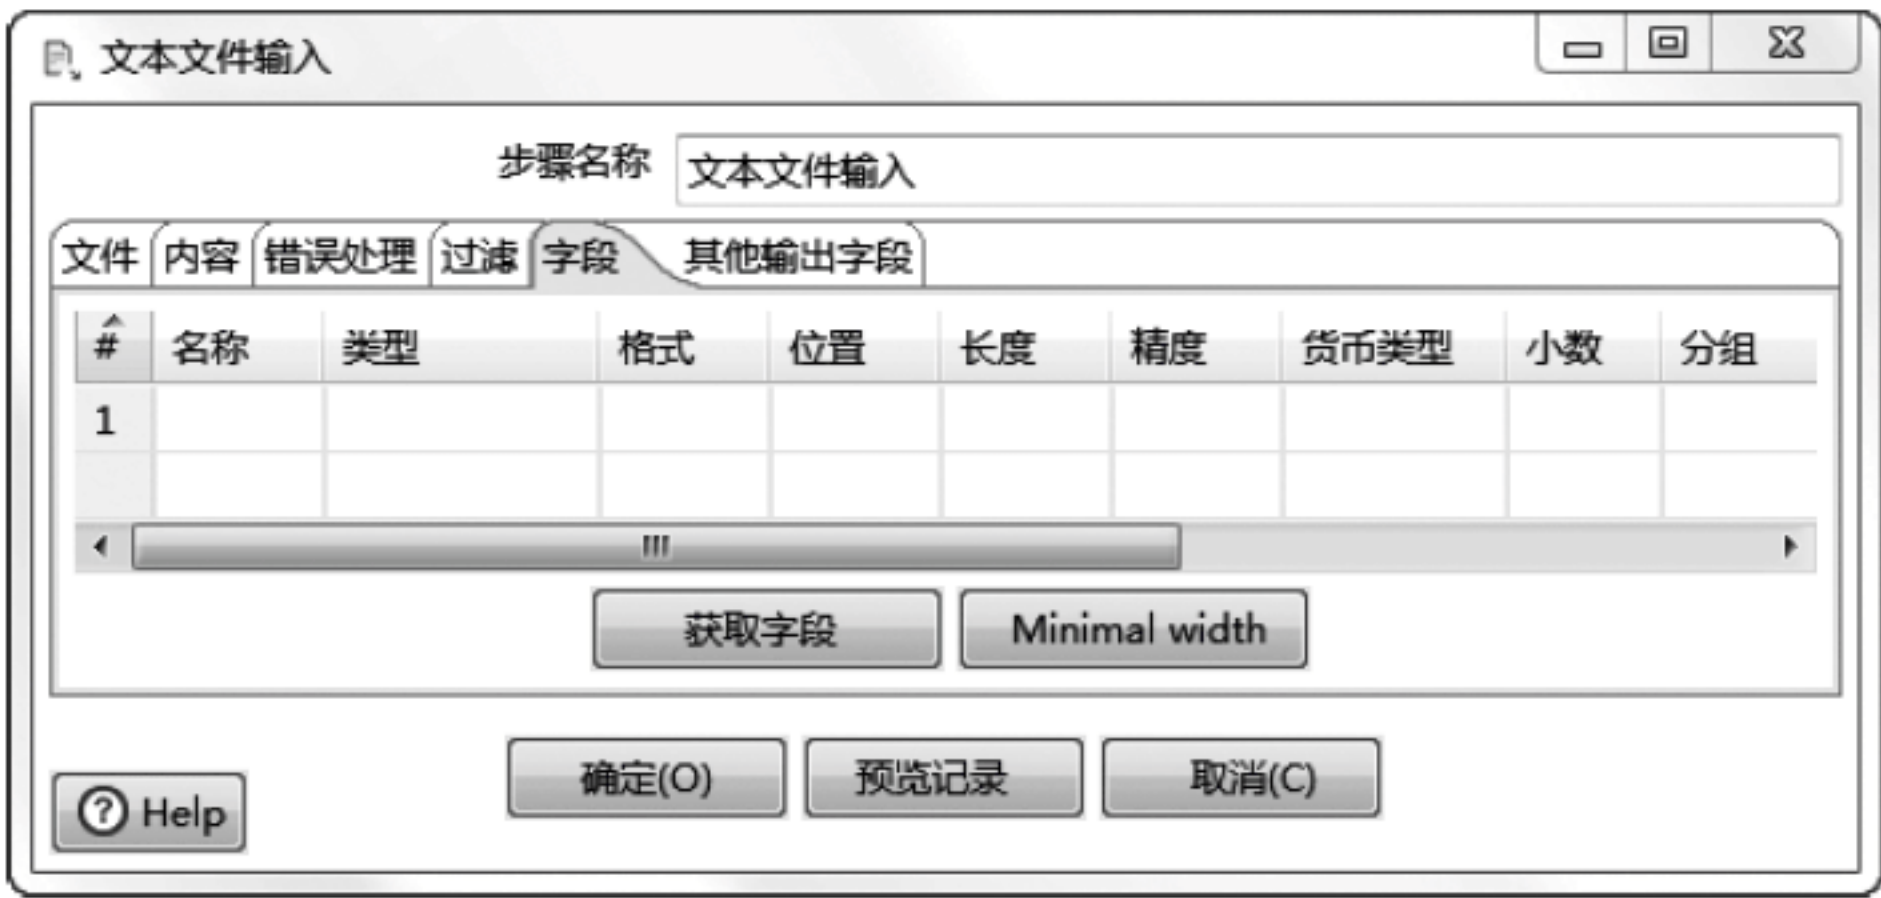 文本文件输入
步骤名称 文本文件输入
文件 内容 错误处理 过滤 字段 其他输出字段
# 名称 类型 格式 位置 长度 精度 货币类型 小数 分组
1
获取字段 Minimal width
确定(O) 预览记录 取消(C)
Help